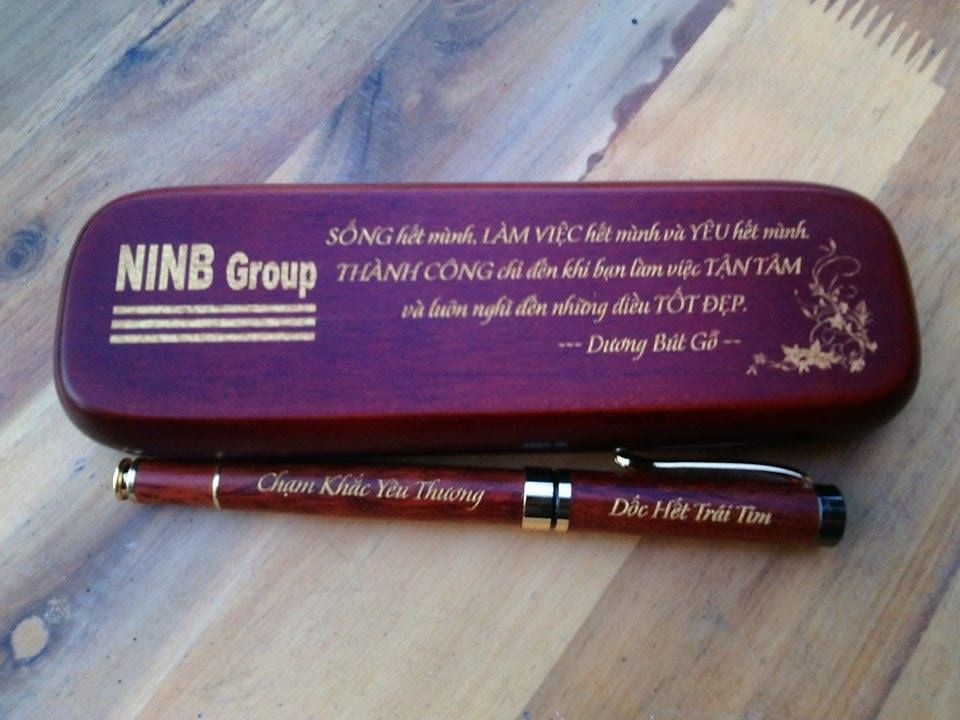 NINB Group
SỐNG hết mình, LÀM VIỆC hết mình và YÊU hết mình.
THÀNH CÔNG chỉ đến khi bạn làm việc TẬN TÂM
và luôn nghĩ đến những điều TỐT ĐẸP.
--- Dương Bút Gỗ --
Chạm Khắc Yêu Thương
Dốc Hết Trái Tim